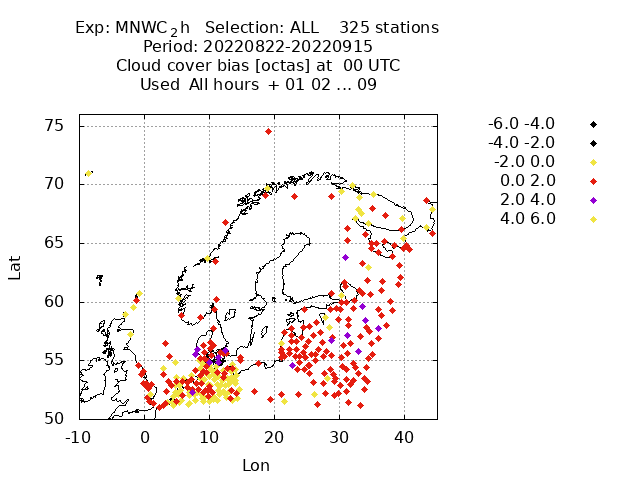 Exp: MNWC₂h Selection: ALL 325 stations
Period: 20220822-20220915
Cloud cover bias [octas] at 00 UTC
Used All hours + 01 02 ... 09
-6.0 -4.0
-4.0 -2.0
-2.0 0.0
0.0 2.0
2.0 4.0
4.0 6.0
75
70
65
60
55
50
Lat
-10 0 10 20 30 40
Lon